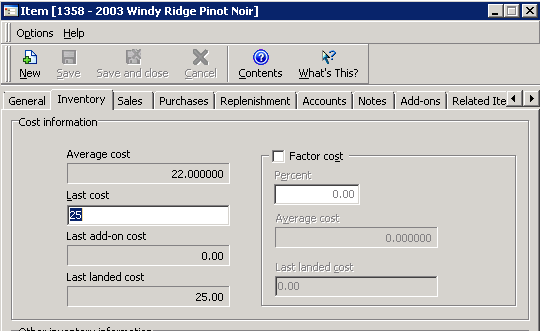 Item [1358 - 2003 Windy Ridge Pinot Noir]
Options Help
New Save Save and close Cancel Contents What's This?
General Inventory Sales Purchases Replenishment Accounts Notes Add-ons Related Ite
Cost information
Average cost
22.000000
Last cost
25
Last add-on cost
0.00
Last landed cost
25.00
Factor cost
Percent
0.00
Average cost
0.000000
Last landed cost
0.00
Other inventory information